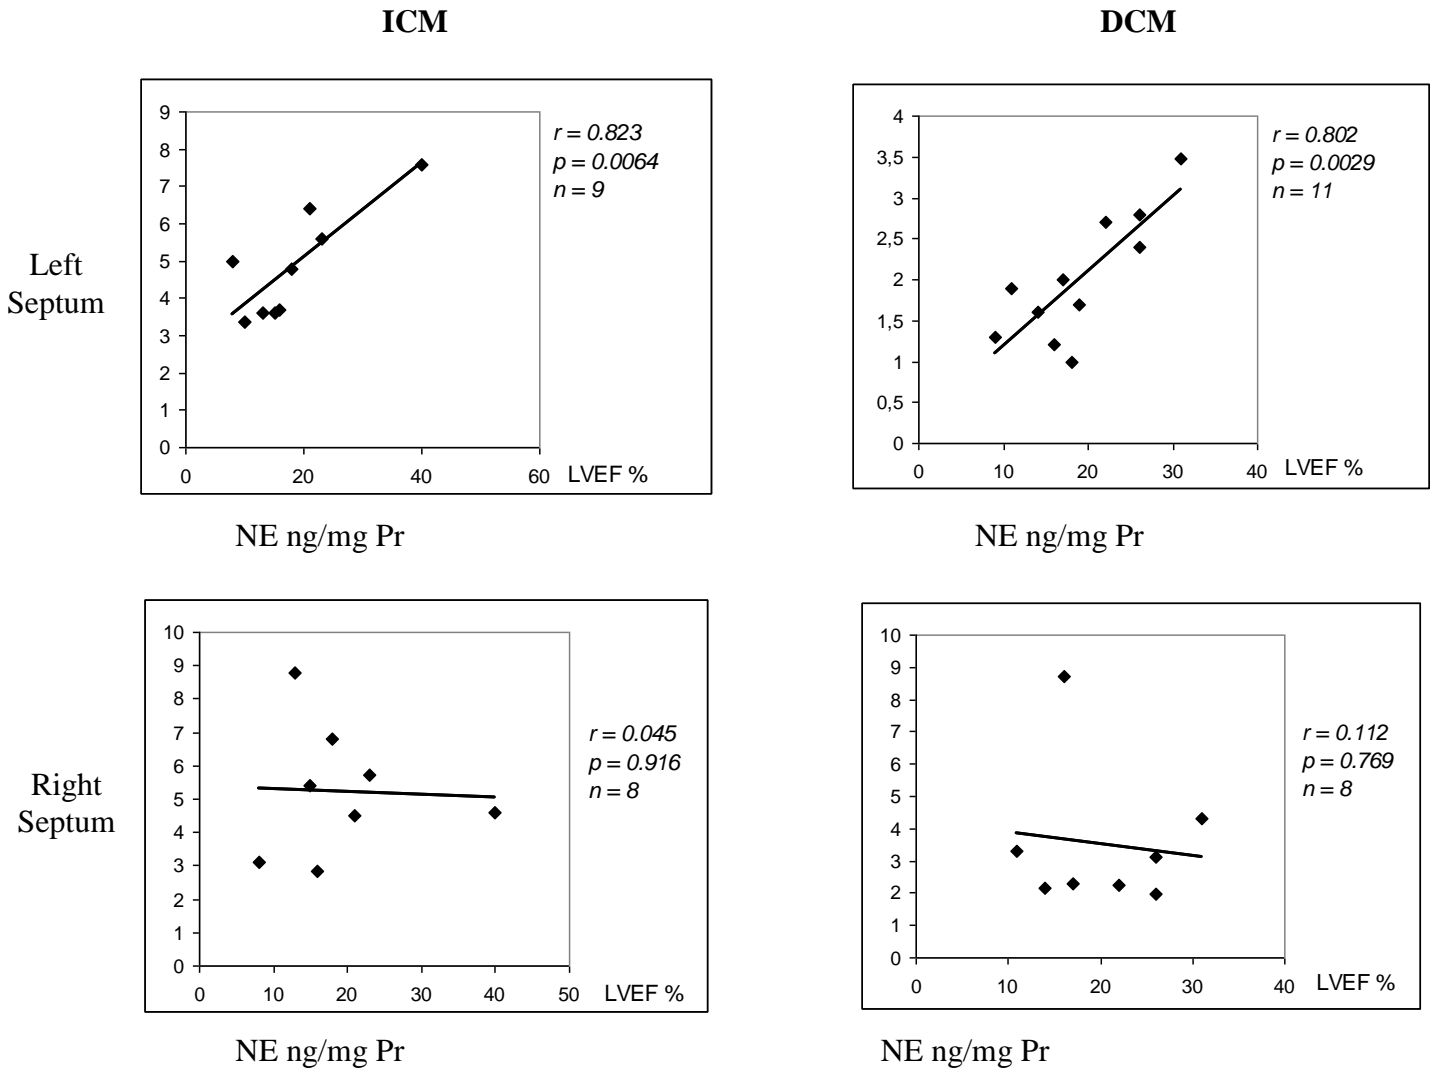 ICM
DCM
9
8
7
6
5
4
3
2
1
0
0 20 40 60 LVEF %
r = 0.823
p = 0.0064
n = 9
4
3,5
3
2,5
2
1,5
1
0,5
0
0 10 20 30 40 LVEF %
r = 0.802
p = 0.0029
n = 11
Left
Septum
NE ng/mg Pr
NE ng/mg Pr
10
9
8
7
6
5
4
3
2
1
0
0 10 20 30 40 50 LVEF %
r = 0.045
p = 0.916
n = 8
10
9
8
7
6
5
4
3
2
1
0
0 10 20 30 40 LVEF %
r = 0.112
p = 0.769
n = 8
Right
Septum
NE ng/mg Pr
NE ng/mg Pr